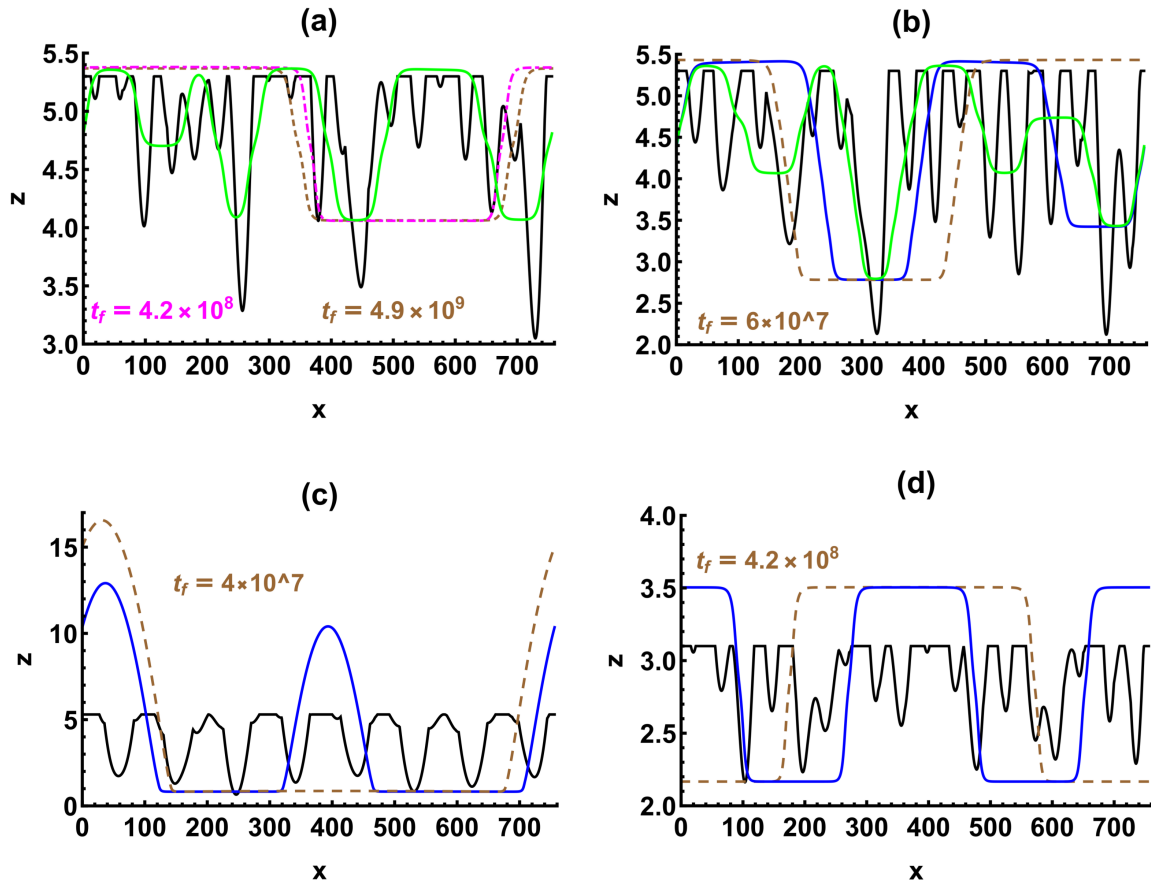 (a)
5.5
5.0
4.5
4.0
3.5
3.0
z
t_f = 4.2 × 10^8
t_f = 4.9 × 10^9
0 100 200 300 400 500 600 700
x
(b)
5.5
5.0
4.5
4.0
3.5
3.0
2.5
2.0
z
t_f = 6×10^7
0 100 200 300 400 500 600 700
x
(c)
15
10
5
0
z
t_f = 4×10^7
0 100 200 300 400 500 600 700
x
(d)
4.0
3.5
3.0
2.5
2.0
z
t_f = 4.2 × 10^8
0 100 200 300 400 500 600 700
x